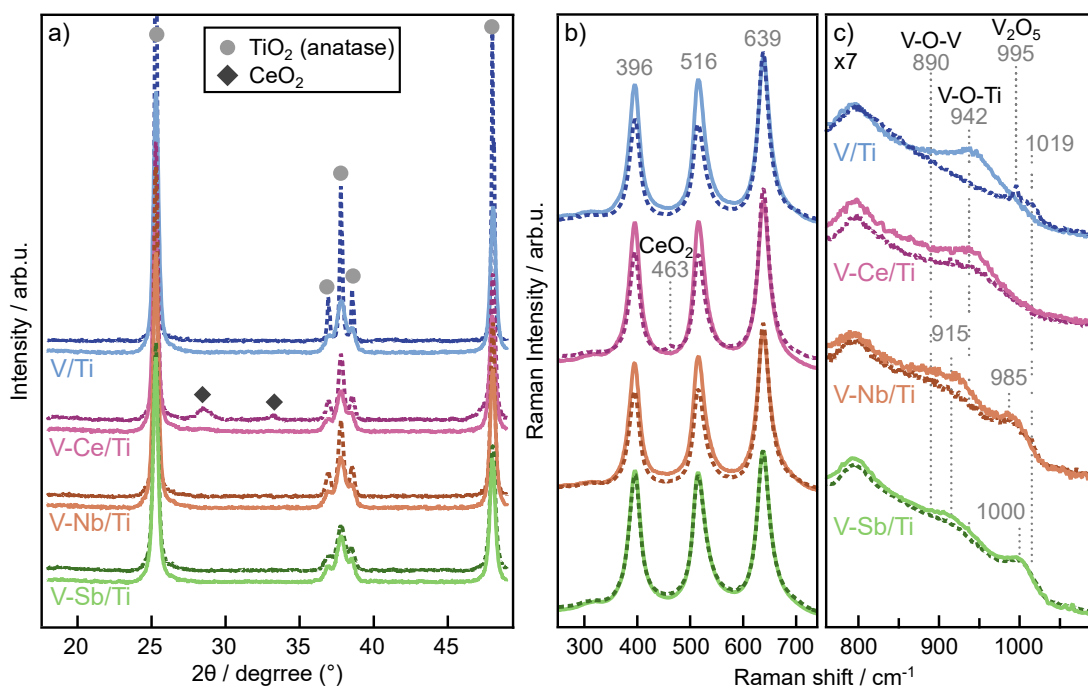 a)
TiO₂ (anatase)
CeO₂
V/Ti
V-Ce/Ti
V-Nb/Ti
V-Sb/Ti
Intensity / arb.u.
20 25 30 35 40 45
2θ / degrree (°)
b)
396 516 639
CeO₂
463
Raman Intensity / arb.u.
300 400 500 600 700
c)
x7
V-O-V
890
V₂O₅
995
V-O-Ti
942
1019
V/Ti
V-Ce/Ti
915
985
V-Nb/Ti
1000
V-Sb/Ti
800 900 1000
Raman shift / cm⁻¹